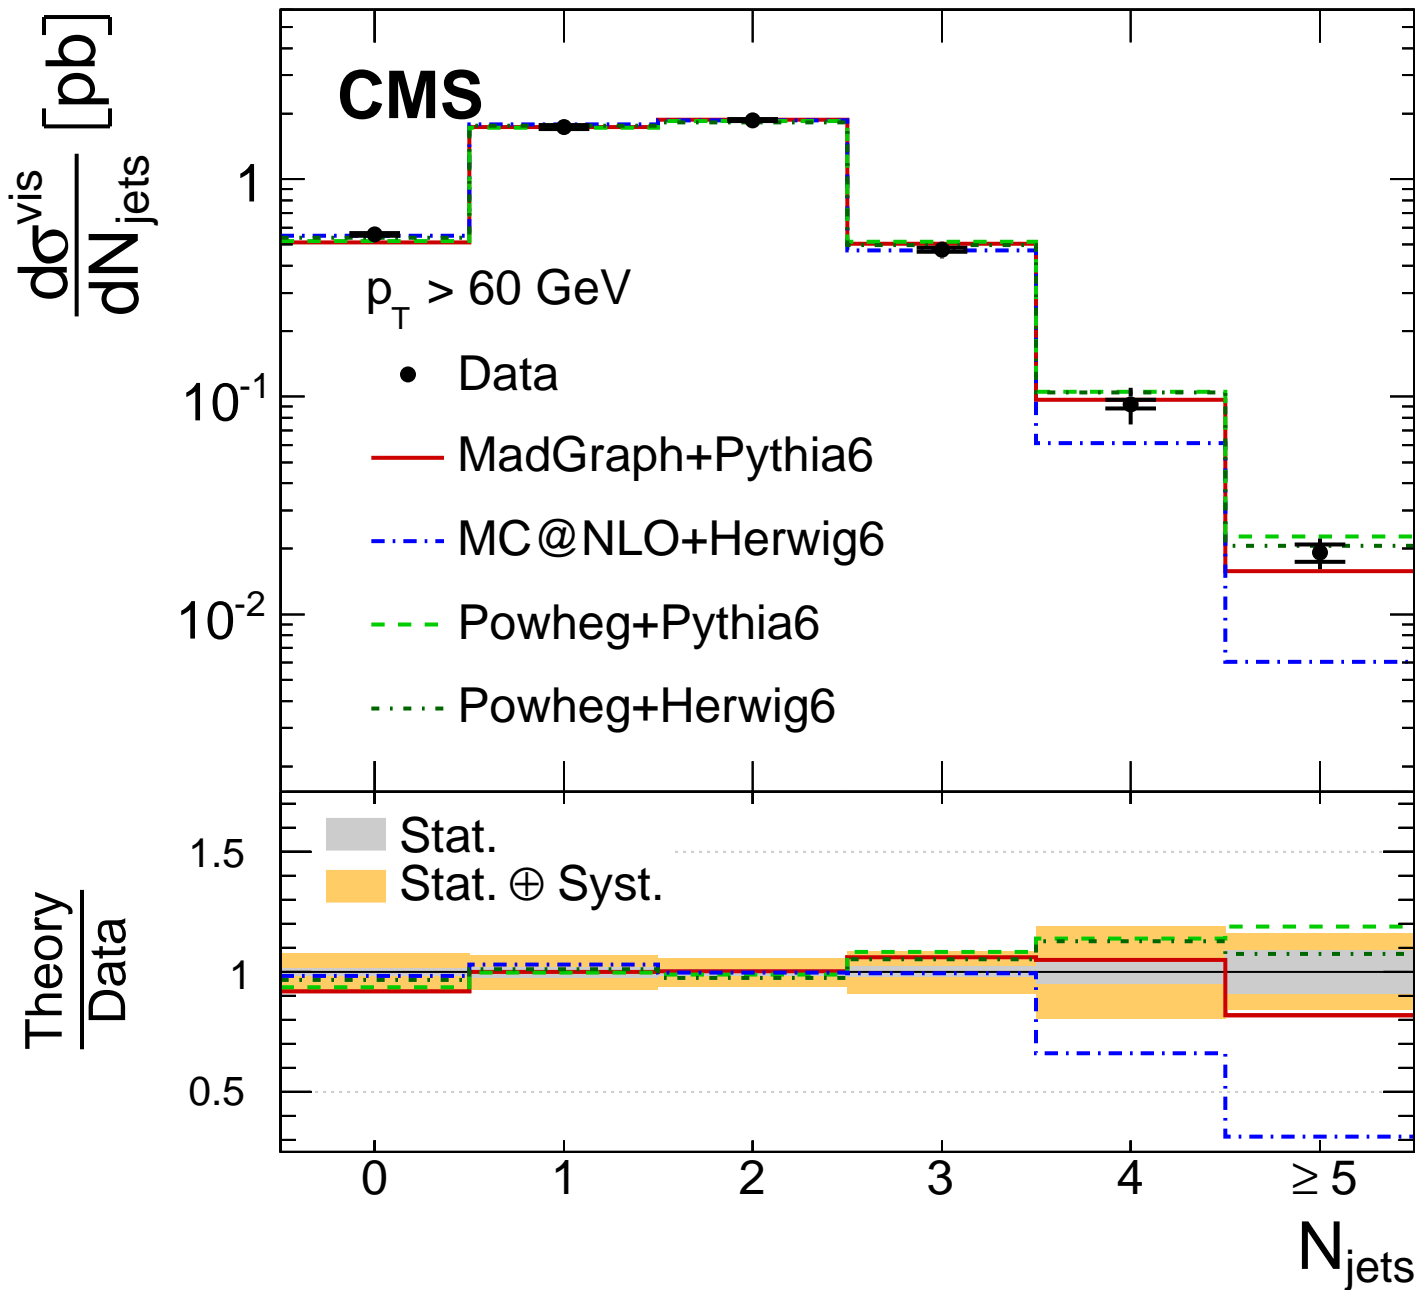 CMS
dσ^vis
dN_jets
[pb]
1
10^-1
10^-2
p_T > 60 GeV
Data
MadGraph+Pythia6
MC@NLO+Herwig6
Powheg+Pythia6
Powheg+Herwig6
Stat.
Stat. ⊕ Syst.
Theory
Data
1.5
1
0.5
0 1 2 3 4 ≥ 5
N_jets